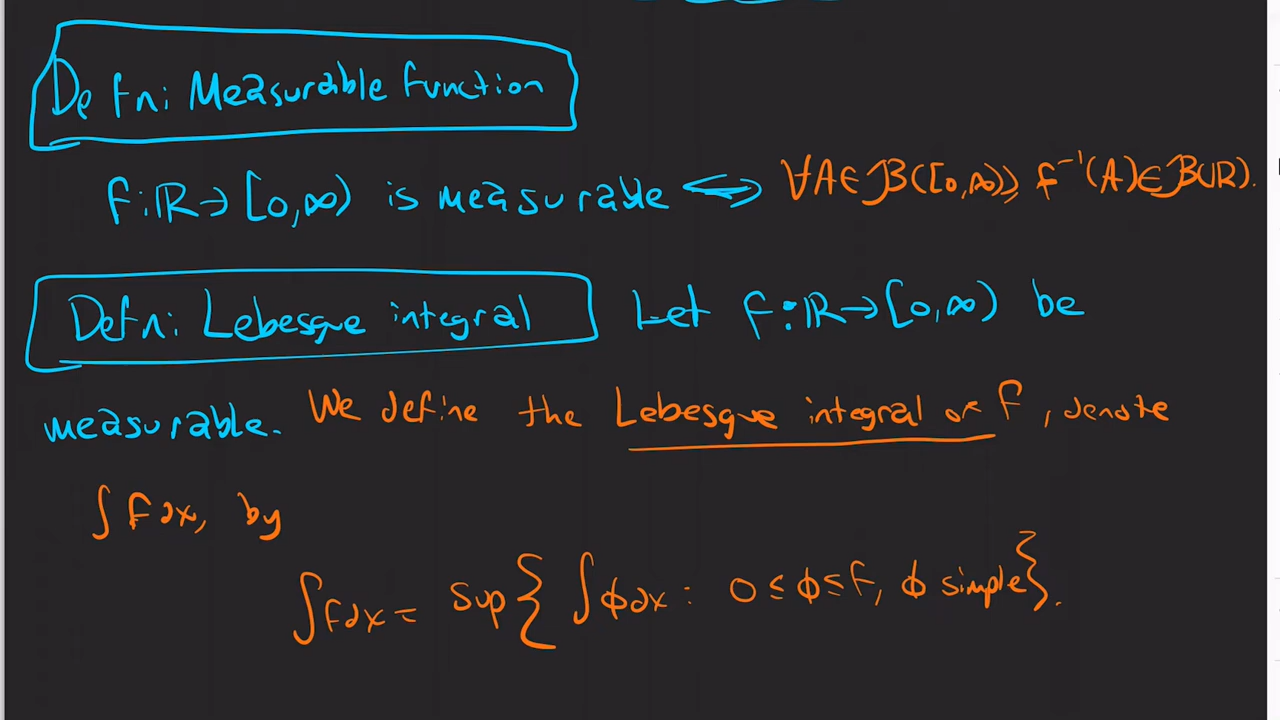 Defn: Measurable function
f: ℝ → [0,∞) is measurable ⟺ ∀A ∈ ℬ([0,∞)), f⁻¹(A) ∈ ℬ(ℝ).
Defn: Lebesgue integral Let f: ℝ → [0,∞) be
measurable. We define the Lebesgue integral of f, denote
∫f dx, by
∫f dx = sup{ ∫ϕ dx : 0 ≤ ϕ ≤ f, ϕ simple}.